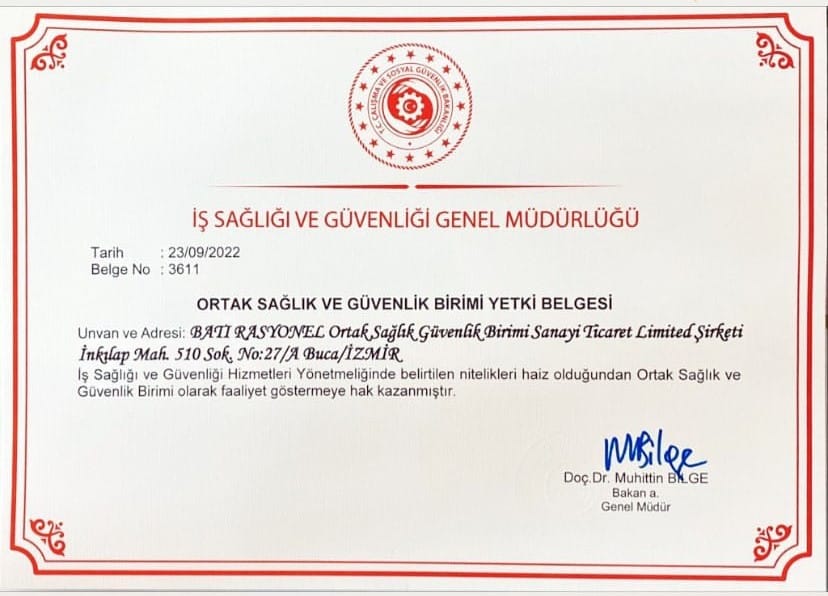 T.C. ÇALIŞMA VE SOSYAL GÜVENLİK BAKANLIĞI
İŞ SAĞLIĞI VE GÜVENLİĞİ GENEL MÜDÜRLÜĞÜ
Tarih : 23/09/2022
Belge No : 3611
ORTAK SAĞLIK VE GÜVENLİK BİRİMİ YETKİ BELGESİ
Unvan ve Adresi: BATI RASYONEL Ortak Sağlık Güvenlik Birimi Sanayi Ticaret Limited Şirketi
İnkılap Mah. 510 Sok. No:27/A Buca/İZMİR
İş Sağlığı ve Güvenliği Hizmetleri Yönetmeliğinde belirtilen nitelikleri haiz olduğundan Ortak Sağlık ve
Güvenlik Birimi olarak faaliyet göstermeye hak kazanmıştır.
MBilge
Doç.Dr. Muhittin BİLGE
Bakan a.
Genel Müdür